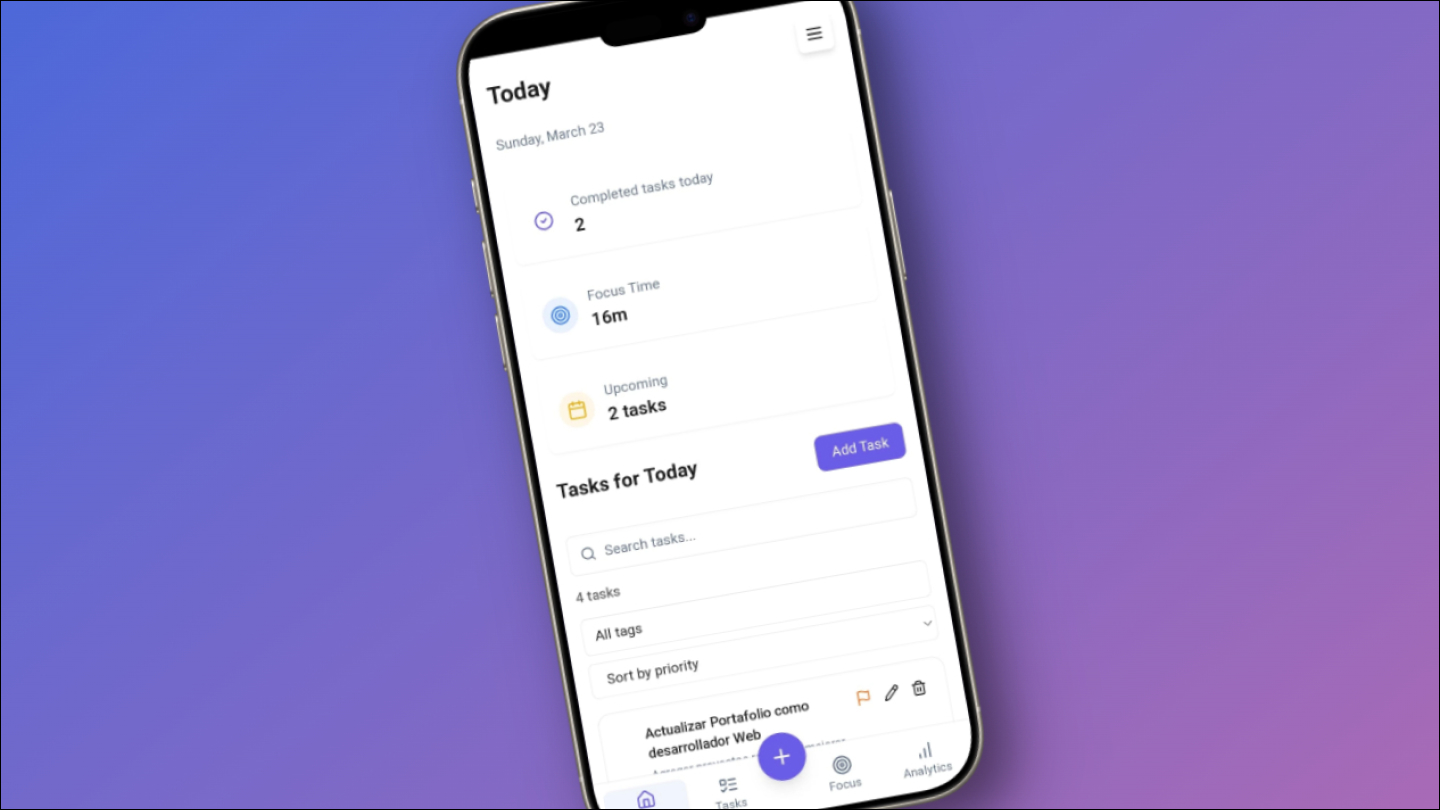 Today
Sunday, March 23
Completed tasks today
2
Focus Time
16m
Upcoming
2 tasks
Tasks for Today
Add Task
Search tasks...
4 tasks
All tags
Sort by priority
Actualizar Portafolio como
desarrollador Web
Tasks
Focus
Analytics